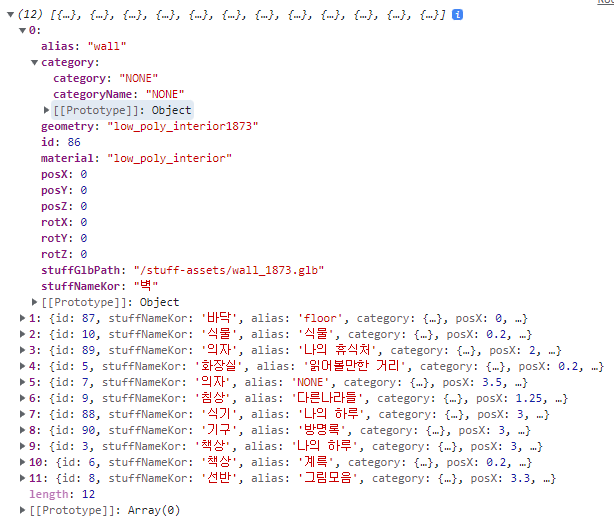 (12) [{…}, {…}, {…}, {…}, {…}, {…}, {…}, {…}, {…}, {…}, {…}, {…}] i
0:
alias: "wall"
category:
category: "NONE"
categoryName: "NONE"
[[Prototype]]: Object
geometry: "low_poly_interior1873"
id: 86
material: "low_poly_interior"
posX: 0
posY: 0
posZ: 0
rotX: 0
rotY: 0
rotZ: 0
stuffGlbPath: "/stuff-assets/wall_1873.glb"
stuffNameKor: "벽"
[[Prototype]]: Object
1: {id: 87, stuffNameKor: '바닥', alias: 'floor', category: {…}, posX: 0, …}
2: {id: 10, stuffNameKor: '식물', alias: '식물', category: {…}, posX: 0.2, …}
3: {id: 89, stuffNameKor: '의자', alias: '나의 휴식처', category: {…}, posX: 2, …}
4: {id: 5, stuffNameKor: '화장실', alias: '읽어볼만한 거리', category: {…}, posX: 0.2, …}
5: {id: 7, stuffNameKor: '의자', alias: 'NONE', category: {…}, posX: 3.5, …}
6: {id: 9, stuffNameKor: '침상', alias: '다른나라들', category: {…}, posX: 1.25, …}
7: {id: 88, stuffNameKor: '식기', alias: '나의 하루', category: {…}, posX: 3, …}
8: {id: 90, stuffNameKor: '기구', alias: '방명록', category: {…}, posX: 3, …}
9: {id: 3, stuffNameKor: '책상', alias: '나의 하루', category: {…}, posX: 3, …}
10: {id: 6, stuffNameKor: '책상', alias: '계륵', category: {…}, posX: 0.2, …}
11: {id: 8, stuffNameKor: '선반', alias: '그림모음', category: {…}, posX: 3.3, …}
length: 12
[[Prototype]]: Array(0)